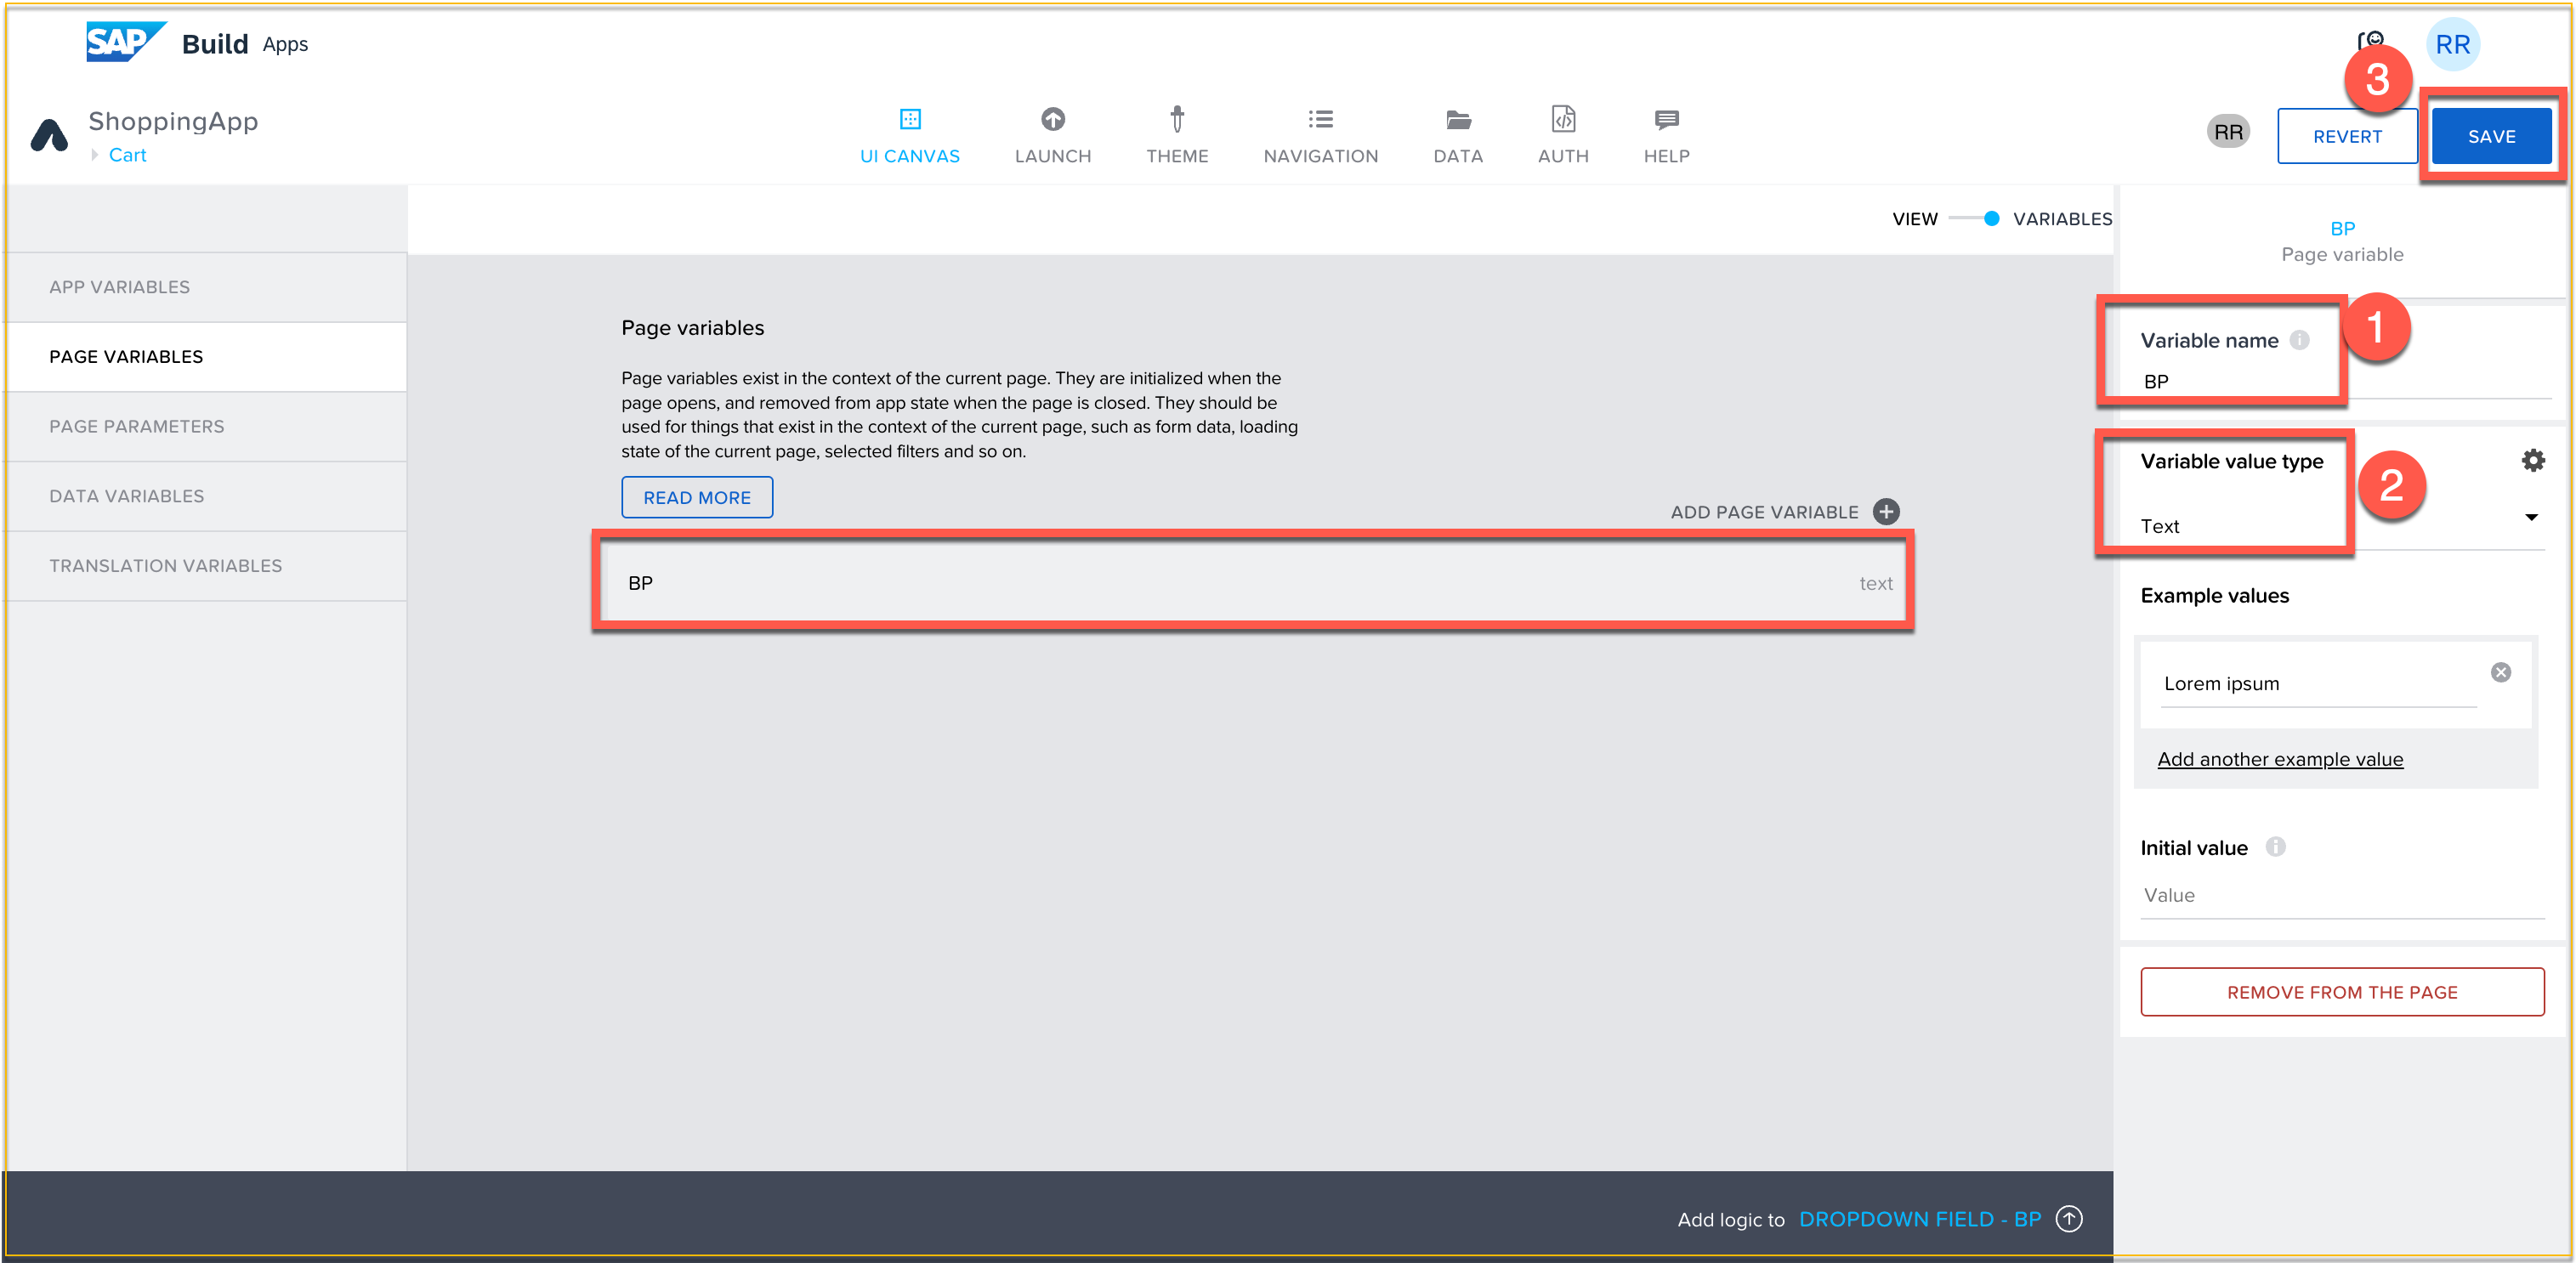 SAP Build Apps
RR
3
ShoppingApp
Cart
UI CANVAS
LAUNCH
THEME
NAVIGATION
DATA
AUTH
HELP
RR
REVERT
SAVE
VIEW
VARIABLES
APP VARIABLES
PAGE VARIABLES
PAGE PARAMETERS
DATA VARIABLES
TRANSLATION VARIABLES
Page variables
Page variables exist in the context of the current page. They are initialized when the
page opens, and removed from app state when the page is closed. They should be
used for things that exist in the context of the current page, such as form data, loading
state of the current page, selected filters and so on.
READ MORE
ADD PAGE VARIABLE
BP
text
BP
Page variable
Variable name
1
BP
Variable value type
2
Text
Example values
Lorem ipsum
Add another example value
Initial value
Value
REMOVE FROM THE PAGE
Add logic to DROPDOWN FIELD - BP